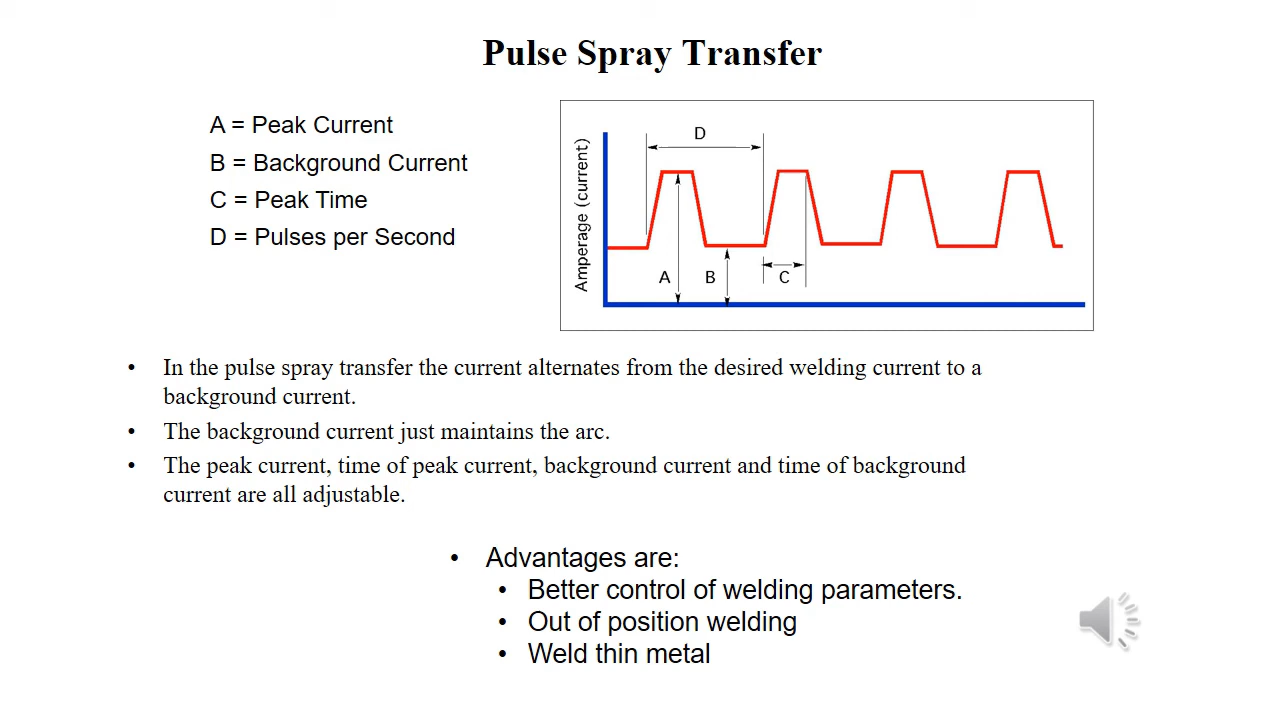 Pulse Spray Transfer
A = Peak Current
B = Background Current
C = Peak Time
D = Pulses per Second
Amperage (current)
D
A
B
C
• In the pulse spray transfer the current alternates from the desired welding current to a
background current.
• The background current just maintains the arc.
• The peak current, time of peak current, background current and time of background
current are all adjustable.
• Advantages are:
• Better control of welding parameters.
• Out of position welding
• Weld thin metal